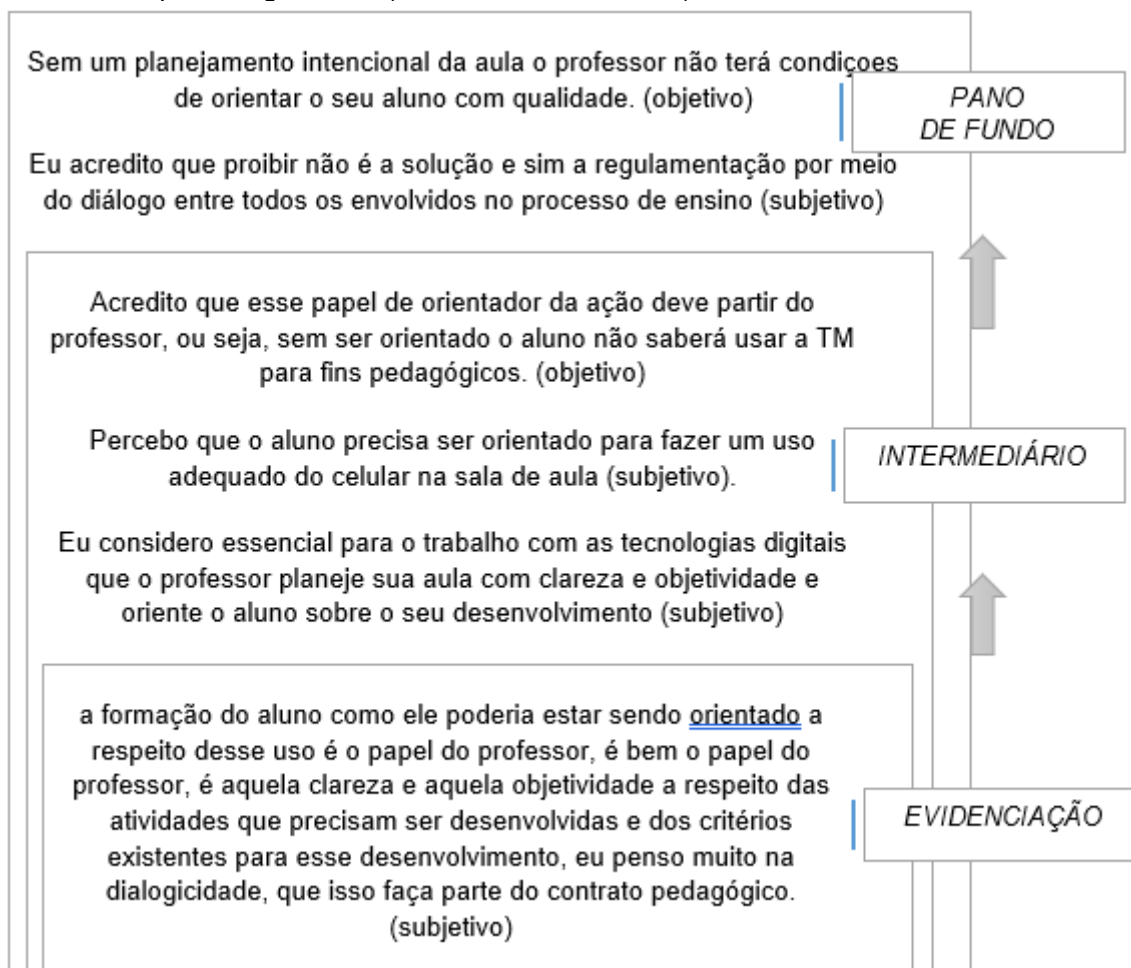 Sem um planejamento intencional da aula o professor não terá condiçoes
de orientar o seu aluno com qualidade. (objetivo)
PANO
DE FUNDO
Eu acredito que proibir não é a solução e sim a regulamentação por meio
do diálogo entre todos os envolvidos no processo de ensino (subjetivo)
Acredito que esse papel de orientador da ação deve partir do
professor, ou seja, sem ser orientado o aluno não saberá usar a TM
para fins pedagógicos. (objetivo)
Percebo que o aluno precisa ser orientado para fazer um uso
adequado do celular na sala de aula (subjetivo).
INTERMEDIÁRIO
Eu considero essencial para o trabalho com as tecnologias digitais
que o professor planeje sua aula com clareza e objetividade e
oriente o aluno sobre o seu desenvolvimento (subjetivo)
a formação do aluno como ele poderia estar sendo orientado a
respeito desse uso é o papel do professor, é bem o papel do
professor, é aquela clareza e aquela objetividade a respeito das
atividades que precisam ser desenvolvidas e dos critérios
existentes para esse desenvolvimento, eu penso muito na
dialogicidade, que isso faça parte do contrato pedagógico.
(subjetivo)
EVIDENCIAÇÃO